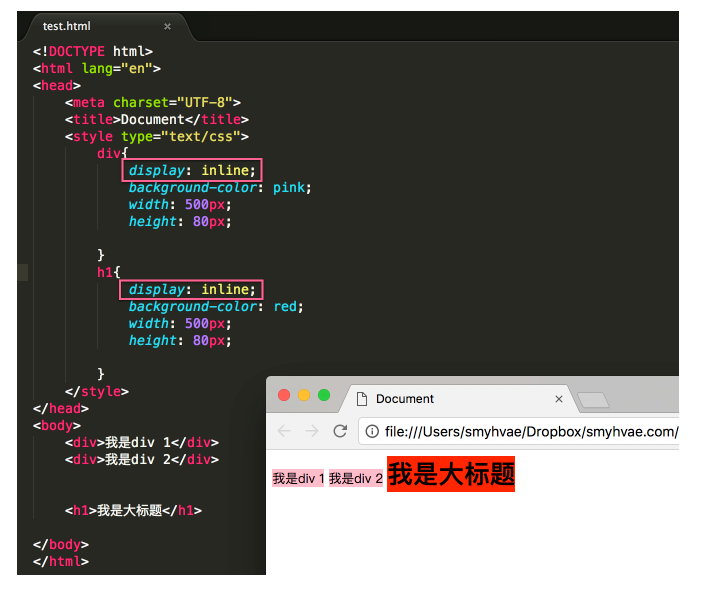 test.html ×
<!DOCTYPE html>
<html lang="en">
<head>
    <meta charset="UTF-8">
    <title>Document</title>
    <style type="text/css">
        div{
            display: inline;
            background-color: pink;
            width: 500px;
            height: 80px;
        }
        h1{
            display: inline;
            background-color: red;
            width: 500px;
            height: 80px;
        }
    </style>
</head>
<body>
    <div>我是div 1</div>
    <div>我是div 2</div>
    <h1>我是大标题</h1>
</body>
</html>
Document ×
file:///Users/smyhvae/Dropbox/smyhvae.com/
我是div 1 我是div 2 我是大标题